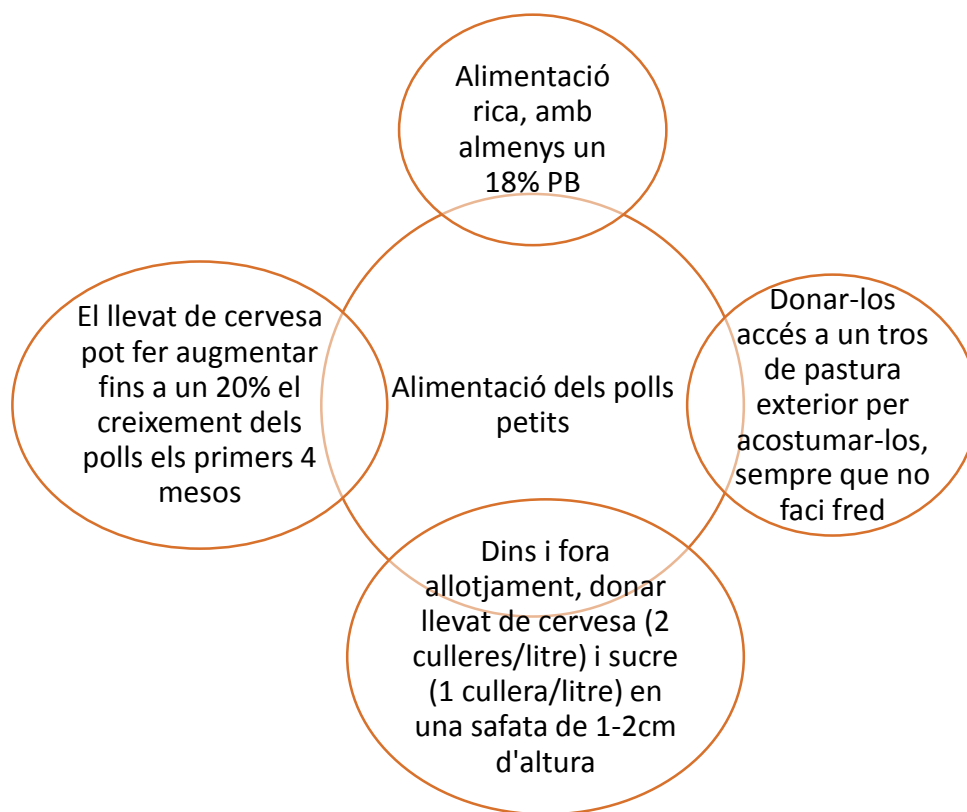 Alimentació
rica, amb
almenys un
18% PB
El llevat de cervesa
pot fer augmentar
fins a un 20% el
creixement dels
polls els primers 4
mesos
Alimentació dels polls
petits
Donar-los
accés a un tros
de pastura
exterior per
acostumar-los,
sempre que no
faci fred
Dins i fora
allotjament, donar
llevat de cervesa (2
culleres/litre) i sucre
(1 cullera/litre) en
una safata de 1-2cm
d'altura